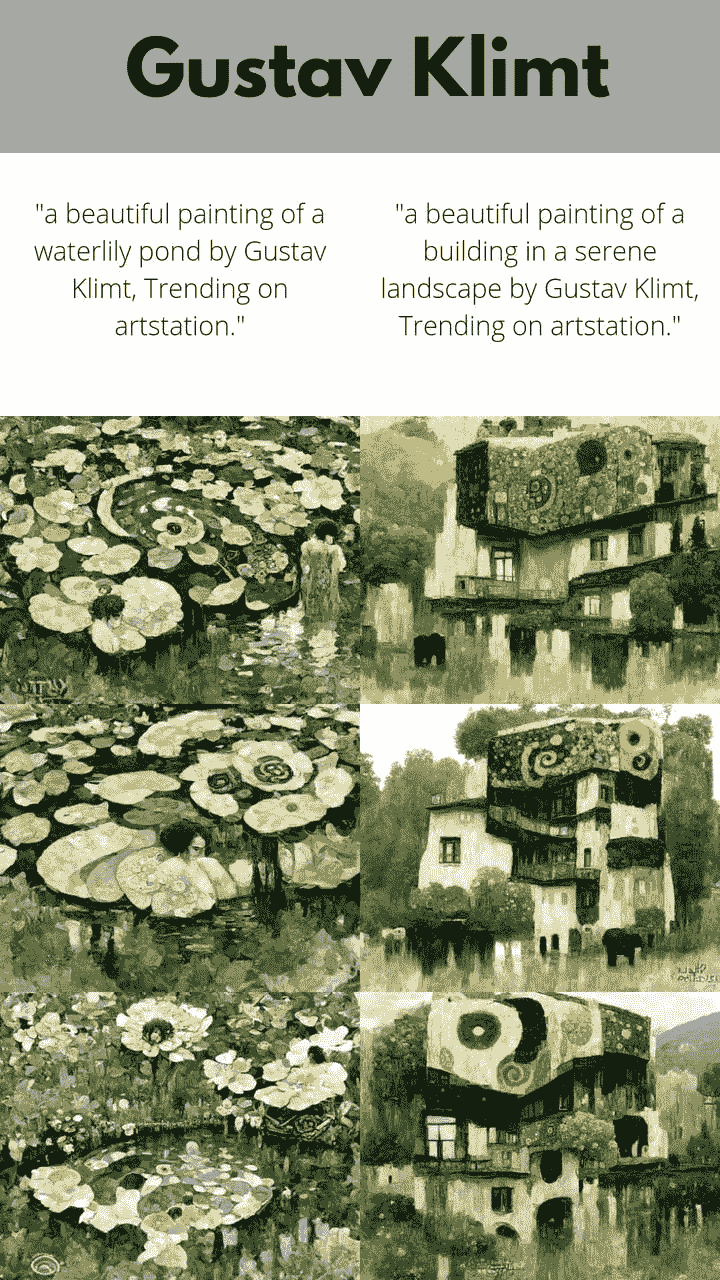 Gustav Klimt
"a beautiful painting of a
waterlily pond by Gustav
Klimt, Trending on
artstation."
"a beautiful painting of a
building in a serene
landscape by Gustav Klimt,
Trending on artstation."